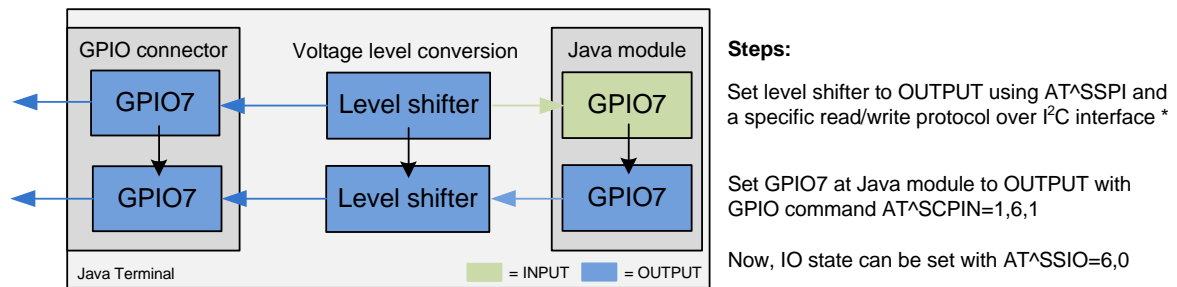 GPIO connector
Voltage level conversion
Java module
GPIO7
Level shifter
GPIO7
GPIO7
Level shifter
GPIO7
Java Terminal
= INPUT
= OUTPUT
Steps:
Set level shifter to OUTPUT using AT^SSPI and
a specific read/write protocol over I²C interface *
Set GPIO7 at Java module to OUTPUT with
GPIO command AT^SCPIN=1,6,1
Now, IO state can be set with AT^SSIO=6,0